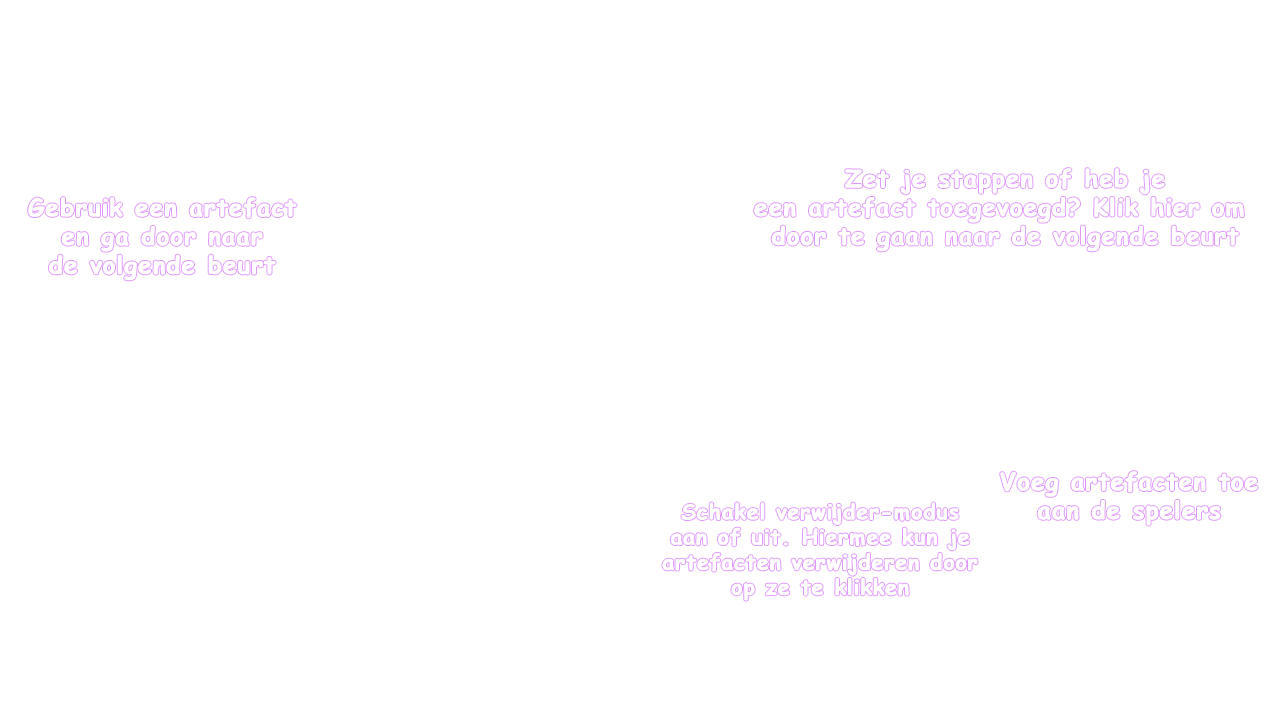 Gebruik een artefact
en ga door naar
de volgende beurt
Zet je stappen of heb je
een artefact toegevoegd? Klik hier om
door te gaan naar de volgende beurt
Schakel verwijder-modus
aan of uit. Hiermee kun je
artefacten verwijderen door
op ze te klikken
Voeg artefacten toe
aan de spelers